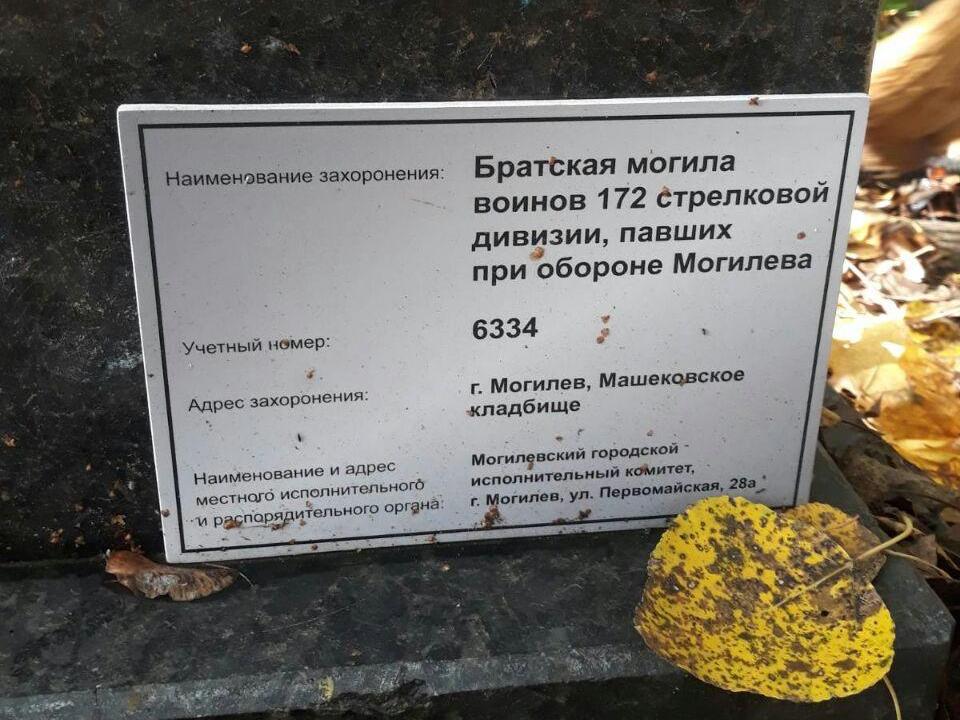 Наименование захоронения: Братская могила
воинов 172 стрелковой
дивизии, павших
при обороне Могилева
Учетный номер: 6334
Адрес захоронения: г. Могилев, Машековское
кладбище
Наименование и адрес
местного исполнительного
и распорядительного органа:
Могилевский городской
исполнительный комитет,
г. Могилев, ул. Первомайская, 28а